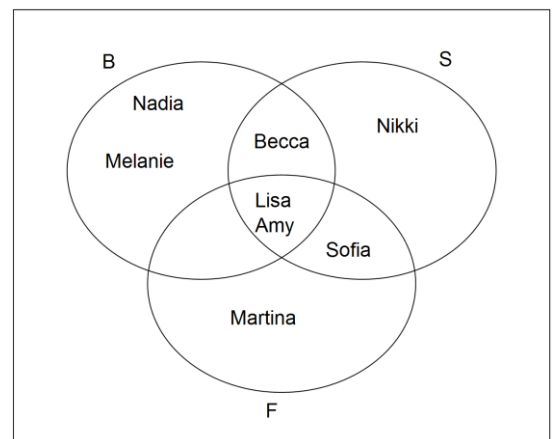 B
S
Nadia
Nikki
Becca
Melanie
Lisa
Amy
Sofia
Martina
F